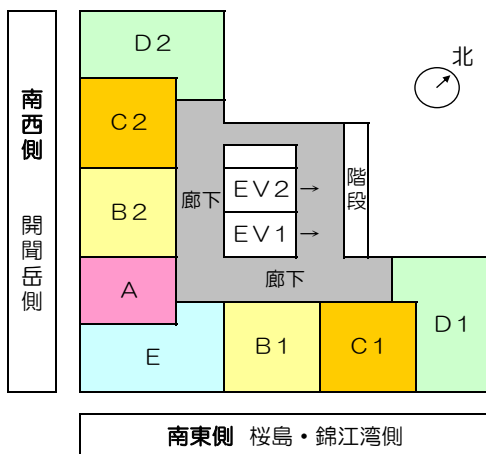 D2
北
南西側 開聞岳側
C2
EV2 →
階段
廊下
B2
EV1 →
A
廊下
D1
E
B1
C1
南東側 桜島・錦江湾側